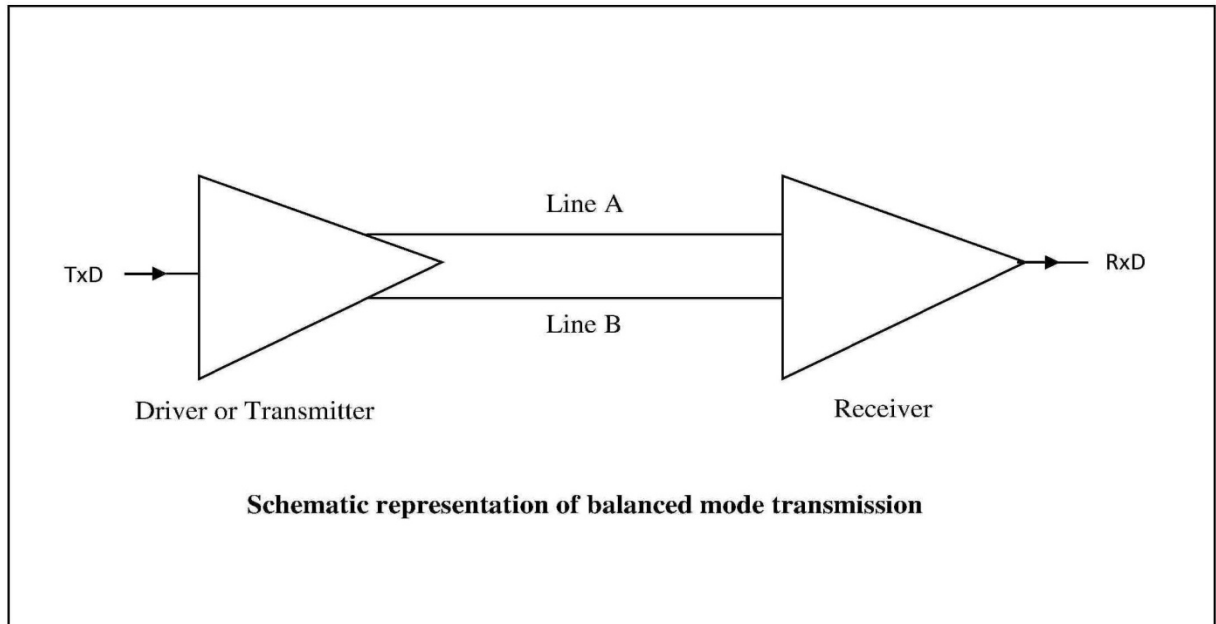 Line A
TxD
RxD
Line B
Driver or Transmitter
Receiver
Schematic representation of balanced mode transmission